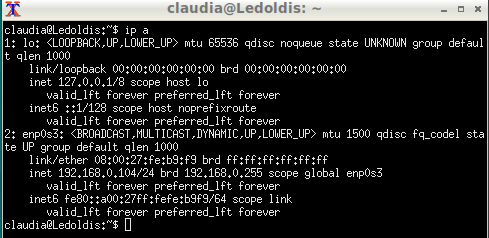 claudia@Ledoldis: ~
claudia@Ledoldis:~$ ip a
1: lo: <LOOPBACK,UP,LOWER_UP> mtu 65536 qdisc noqueue state UNKNOWN group defaul
t qlen 1000
    link/loopback 00:00:00:00:00:00 brd 00:00:00:00:00:00
    inet 127.0.0.1/8 scope host lo
       valid_lft forever preferred_lft forever
    inet6 ::1/128 scope host noprefixroute
       valid_lft forever preferred_lft forever
2: enp0s3: <BROADCAST,MULTICAST,DYNAMIC,UP,LOWER_UP> mtu 1500 qdisc fq_codel sta
te UP group default qlen 1000
    link/ether 08:00:27:fe:b9:f9 brd ff:ff:ff:ff:ff:ff
    inet 192.168.0.104/24 brd 192.168.0.255 scope global enp0s3
       valid_lft forever preferred_lft forever
    inet6 fe80::a00:27ff:fefe:b9f9/64 scope link
       valid_lft forever preferred_lft forever
claudia@Ledoldis:~$